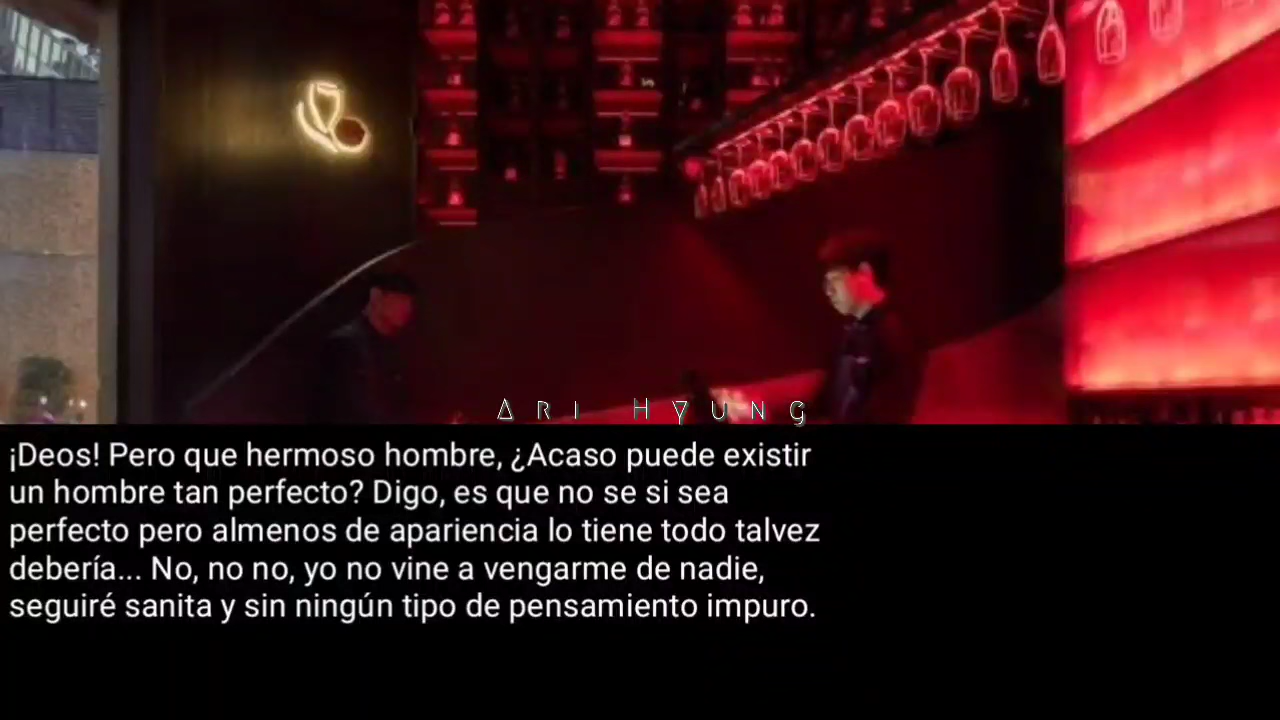 Ari Hyung
¡Deos! Pero que hermoso hombre, ¿Acaso puede existir
un hombre tan perfecto? Digo, es que no se si sea
perfecto pero almenos de apariencia lo tiene todo talvez
debería... No, no no, yo no vine a vengarme de nadie,
seguiré sanita y sin ningún tipo de pensamiento impuro.